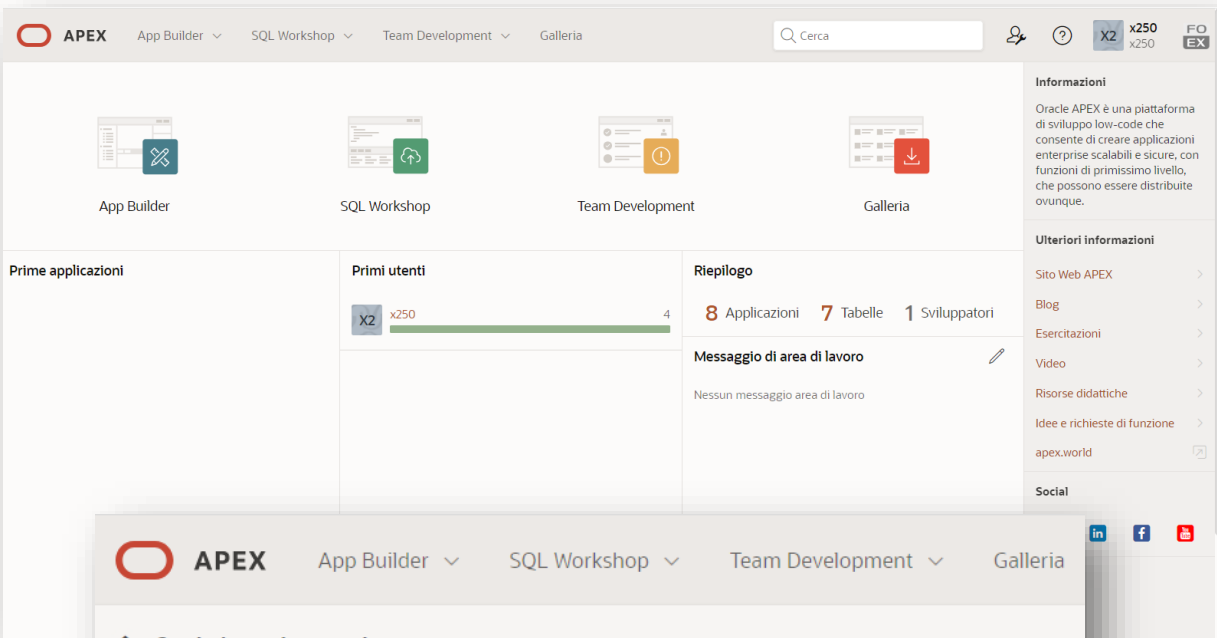 APEX App Builder SQL Workshop Team Development Galleria Cerca X2 x250 x250 FO EX
App Builder SQL Workshop Team Development Galleria
Prime applicazioni
Primi utenti
X2 x250 4
Riepilogo
8 Applicazioni 7 Tabelle 1 Sviluppatori
Messaggio di area di lavoro
Nessun messaggio area di lavoro
Informazioni
Oracle APEX è una piattaforma
di sviluppo low-code che
consente di creare applicazioni
enterprise scalabili e sicure, con
funzioni di primissimo livello,
che possono essere distribuite
ovunque.
Ulteriori informazioni
Sito Web APEX
Blog
Esercitazioni
Video
Risorse didattiche
Idee e richieste di funzione
apex.world
Social
APEX App Builder SQL Workshop Team Development Galleria